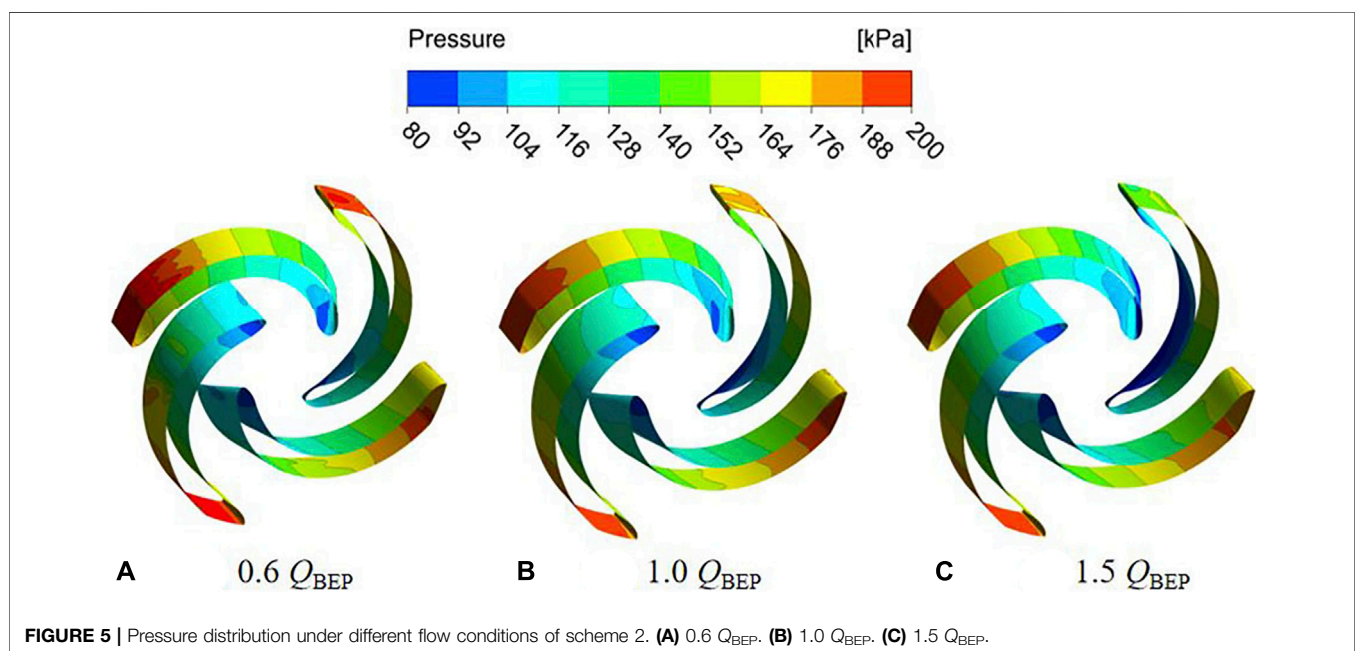 Pressure [kPa]
80 92 104 116 128 140 152 164 176 188 200
A 0.6 QBEP B 1.0 QBEP C 1.5 QBEP
FIGURE 5 | Pressure distribution under different flow conditions of scheme 2. (A) 0.6 QBEP. (B) 1.0 QBEP. (C) 1.5 QBEP.